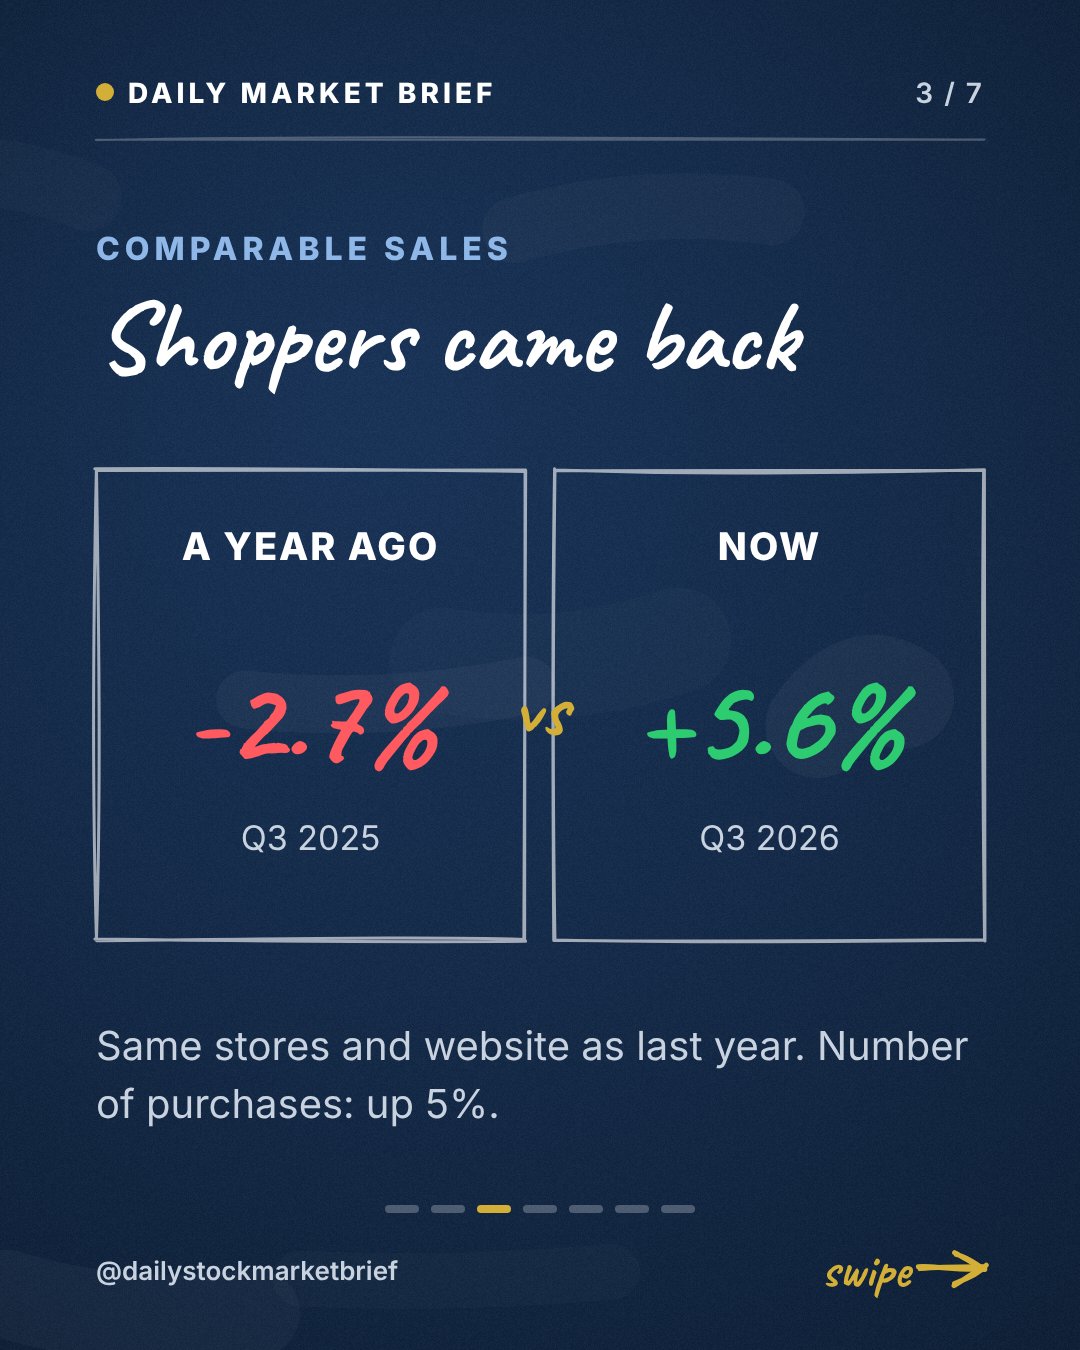 DAILY MARKET BRIEF
3 / 7
COMPARABLE SALES
Shoppers came back
A YEAR AGO
-2.7%
Q3 2025
vs
NOW
+5.6%
Q3 2026
Same stores and website as last year. Number
of purchases: up 5%.
@dailystockmarketbrief
swipe